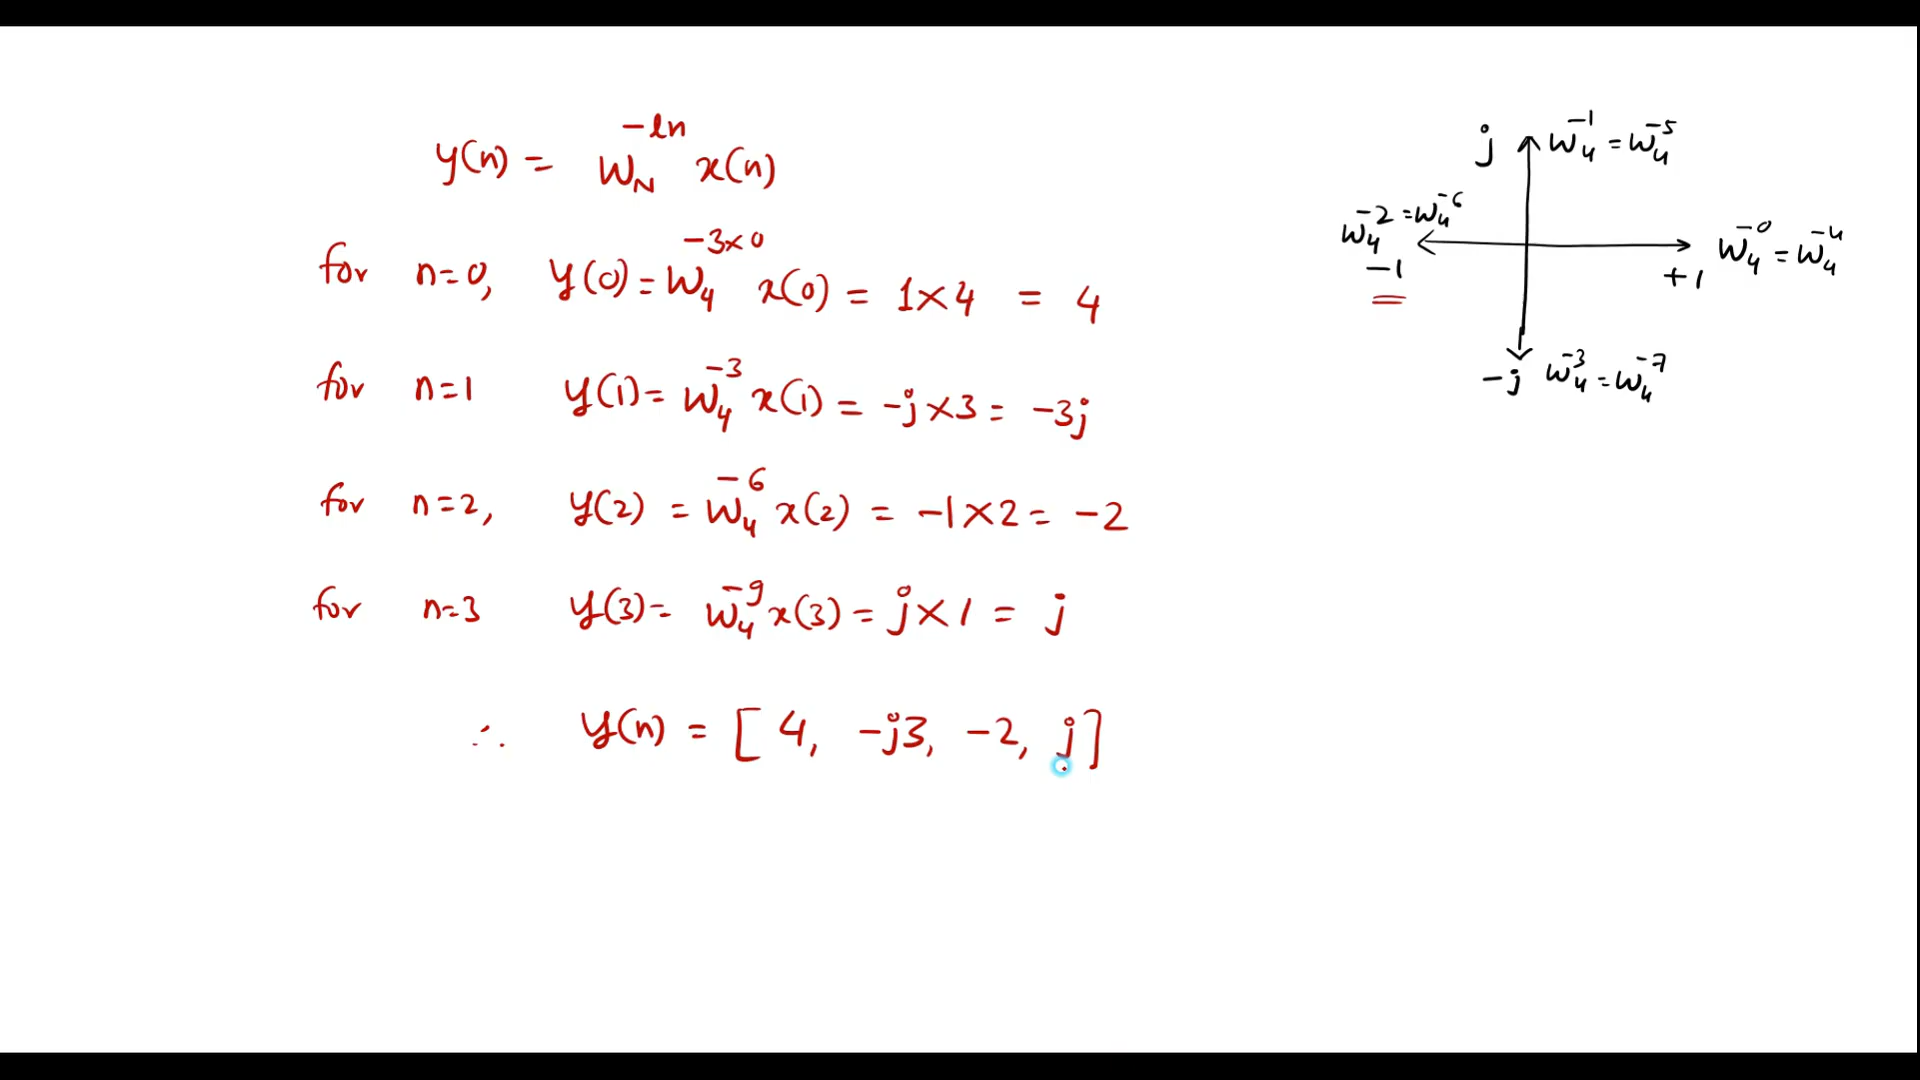 y(n) = W_N^{-ln} x(n)
for n=0, y(0) = W_4^{-3×0} x(0) = 1×4 = 4
for n=1 y(1) = W_4^{-3} x(1) = -j×3 = -3j
for n=2, y(2) = W_4^{-6} x(2) = -1×2 = -2
for n=3 y(3) = W_4^{-9} x(3) = j×1 = j
∴ y(n) = [4, -j3, -2, j]
j W_4^{-1} = W_4^{-5}
W_4^{-2} = W_4^{-6}
-1
W_4^{-0} = W_4^{-4}
+1
-j W_4^{-3} = W_4^{-7}